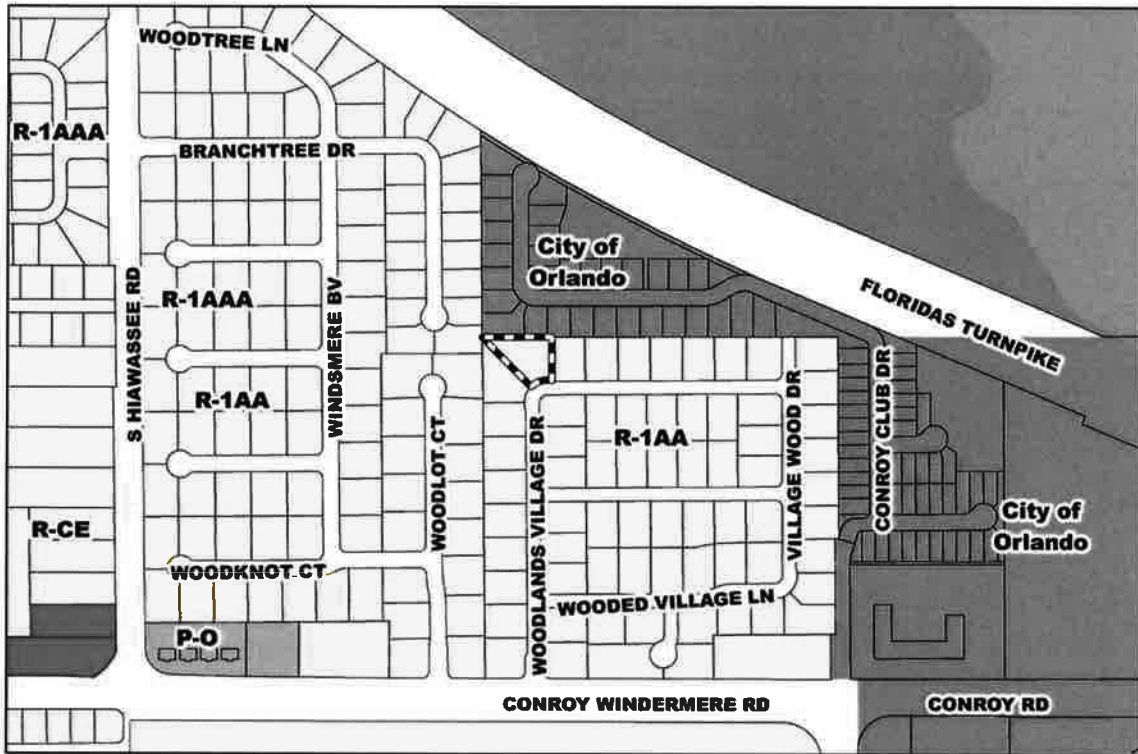 WOODTREE LN
R-1AAA
BRANCHTREE DR
City of
Orlando
S HIAWASSEE RD
R-1AAA
WINDSMERE BV
FLORIDAS TURNPIKE
R-1AA
WOODLOT CT
WOODLANDS VILLAGE DR
R-1AA
VILLAGE WOOD DR
CONROY CLUB DR
R-CE
City of
Orlando
WOODKNOT CT
WOODED VILLAGE LN
P-O
CONROY WINDERMERE RD
CONROY RD